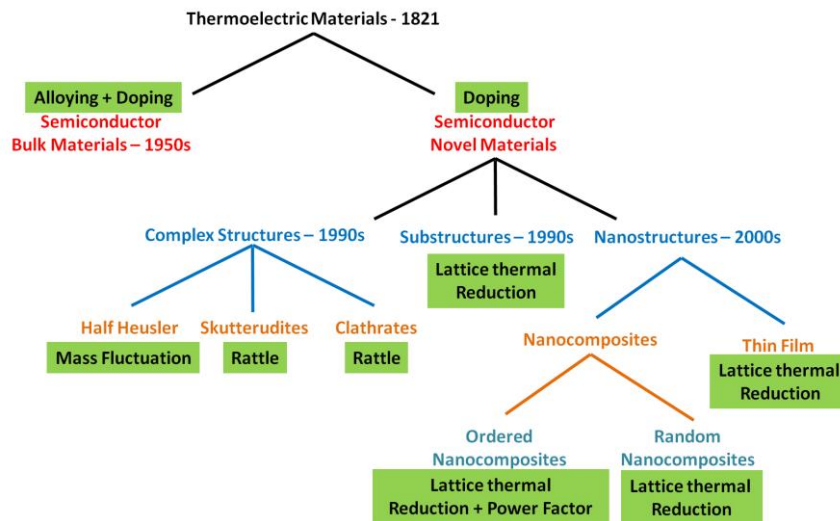 Thermoelectric Materials - 1821
Alloying + Doping
Semiconductor
Bulk Materials – 1950s
Doping
Semiconductor
Novel Materials
Complex Structures – 1990s
Substructures – 1990s
Lattice thermal
Reduction
Nanostructures – 2000s
Half Heusler
Mass Fluctuation
Skutterudites
Rattle
Clathrates
Rattle
Nanocomposites
Thin Film
Lattice thermal
Reduction
Ordered
Nanocomposites
Lattice thermal
Reduction + Power Factor
Random
Nanocomposites
Lattice thermal
Reduction